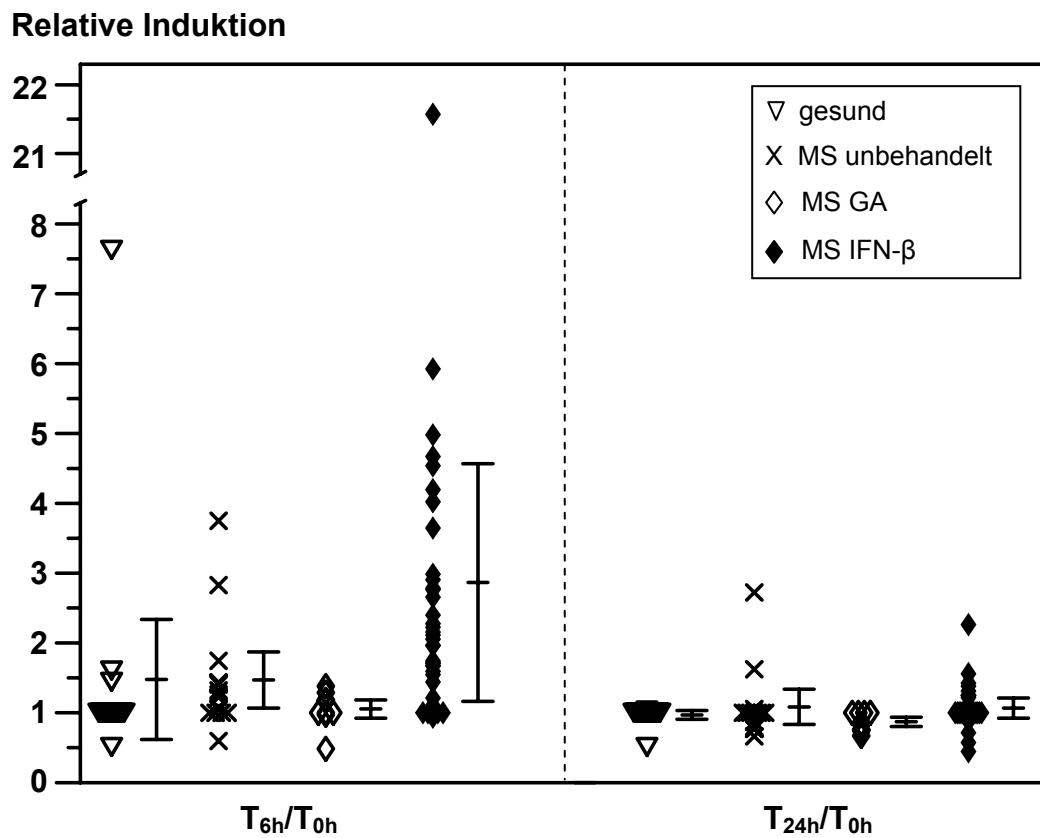 Relative Induktion
22
21
8
7
6
5
4
3
2
1
0
gesund
MS unbehandelt
MS GA
MS IFN-β
T6h/T0h
T24h/T0h